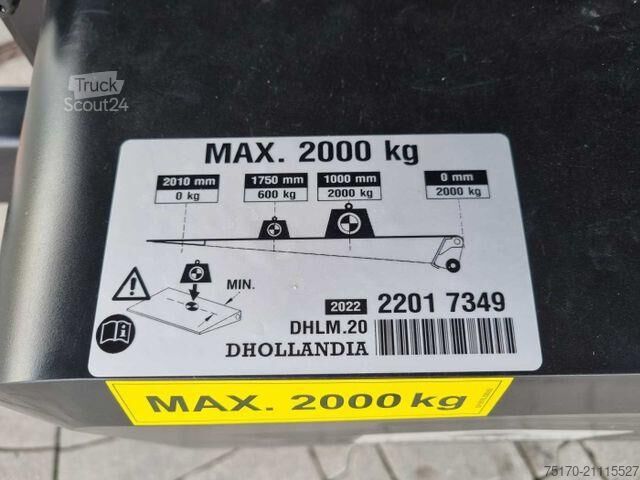 Truck
Scout24
MAX. 2000 kg
2010 mm 1750 mm 1000 mm 0 mm
0 kg 600 kg 2000 kg 2000 kg
MIN.
2022 2201 7349
DHLM.20
DHOLLANDIA
MAX. 2000 kg
75170-21115527